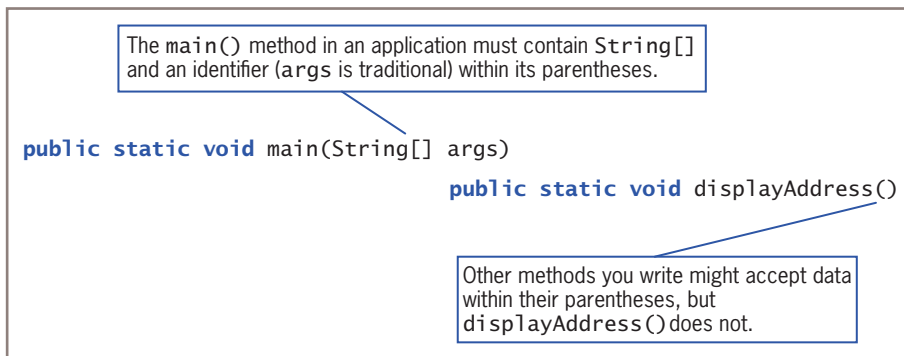 The main() method in an application must contain String[]
and an identifier (args is traditional) within its parentheses.
public static void main(String[] args)
public static void displayAddress()
Other methods you write might accept data
within their parentheses, but
displayAddress() does not.